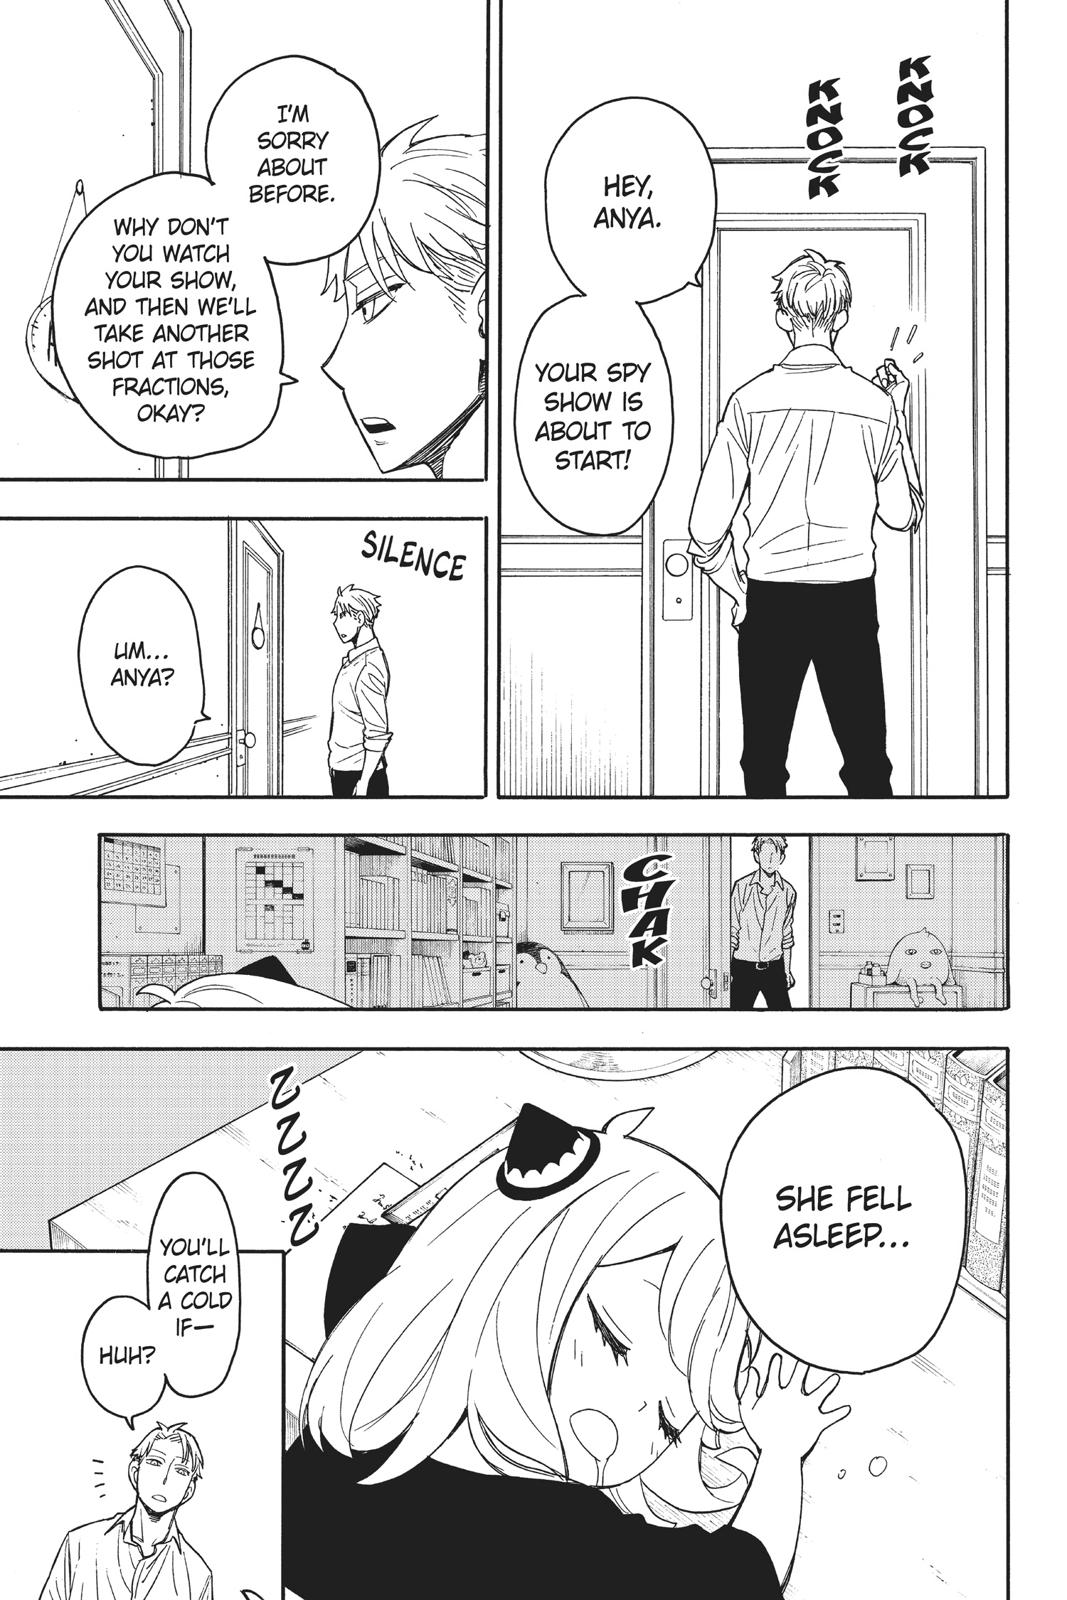 KNOCK
KNOCK
HEY,
ANYA.
YOUR SPY
SHOW IS
ABOUT TO
START!
I'M
SORRY
ABOUT
BEFORE.
WHY DON'T
YOU WATCH
YOUR SHOW,
AND THEN WE'LL
TAKE ANOTHER
SHOT AT THOSE
FRACTIONS,
OKAY?
SILENCE
UM...
ANYA?
CHAK
SHE FELL
ASLEEP...
ZZZZZ
YOU'LL
CATCH
A COLD
IF—
HUH?